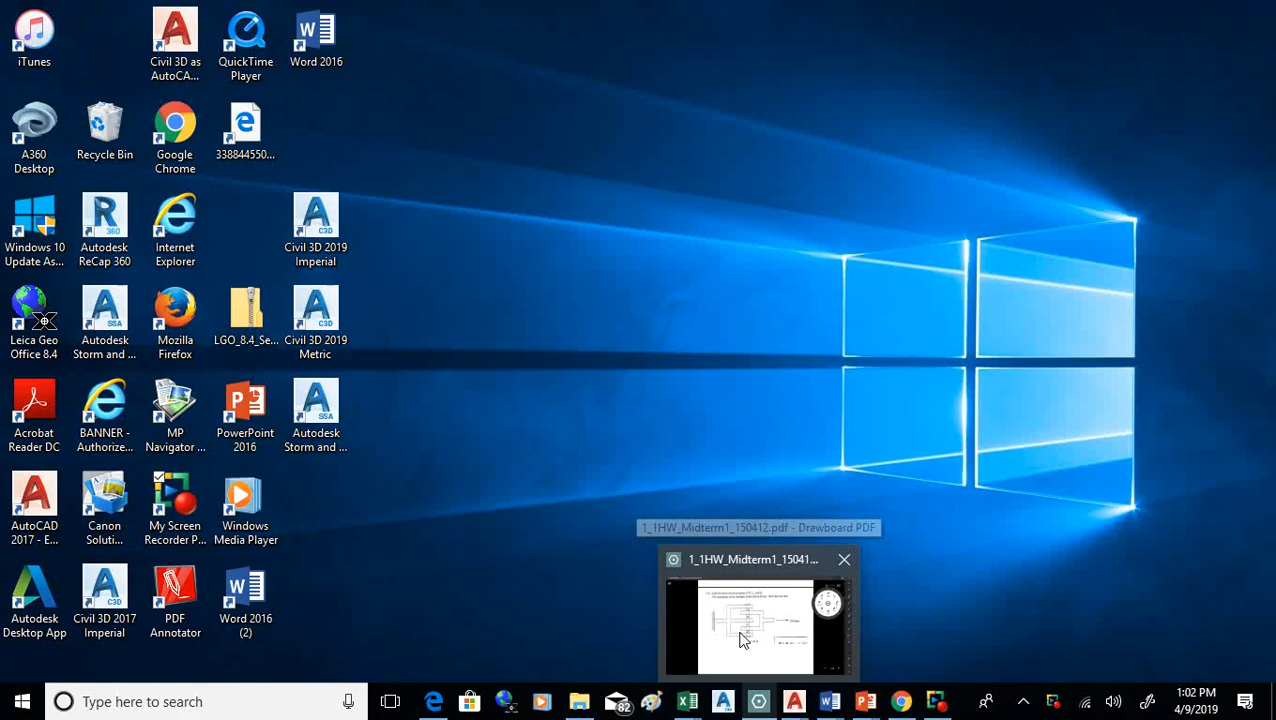 iTunes
Civil 3D as
AutoCA...
QuickTime
Player
Word 2016
A360
Desktop
Recycle Bin
Google
Chrome
338844550...
Windows 10
Update As...
Autodesk
ReCap 360
Internet
Explorer
Civil 3D 2019
Imperial
Leica Geo
Office 8.4
Autodesk
Storm and ...
Mozilla
Firefox
LGO_8.4_Se...
Civil 3D 2019
Metric
Acrobat
Reader DC
BANNER -
Authorize...
MP
Navigator ...
PowerPoint
2016
Autodesk
Storm and ...
AutoCAD
2017 - E...
Canon
Soluti...
My Screen
Recorder P...
Windows
Media Player
Civil 3D 2017
Imperial
PDF
Annotator
Word 2016
(2)
1_1HW_Midterm1_150412.pdf - Drawboard PDF
1_1HW_Midterm1_15041...
Type here to search
82
1:02 PM
4/9/2019